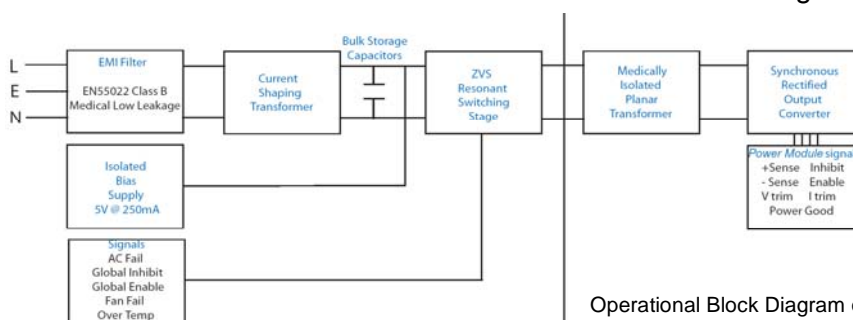 L
E
N
EMI Filter
EN55022 Class B
Medical Low Leakage
Current
Shaping
Transformer
Bulk Storage
Capacitors
ZVS
Resonant
Switching
Stage
Medically
Isolated
Planar
Transformer
Synchronous
Rectified
Output
Converter
Power Module signal
+Sense Inhibit
- Sense Enable
V trim I trim
Power Good
Isolated
Bias
Supply
5V @ 250mA
Signals
AC Fail
Global Inhibit
Global Enable
Fan Fail
Over Temp
Operational Block Diagram